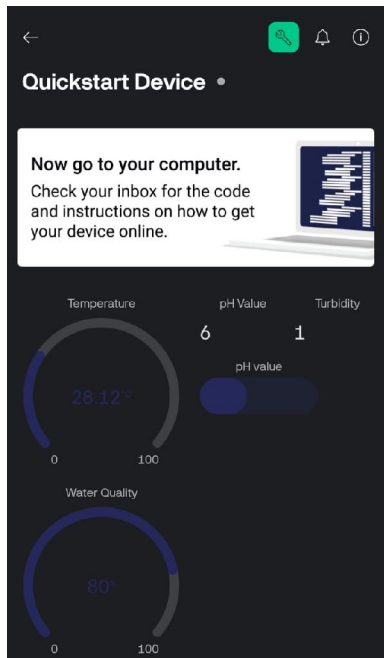 Quickstart Device
Now go to your computer.
Check your inbox for the code
and instructions on how to get
your device online.
Temperature
pH Value
Turbidity
6
1
pH value
28.12°C
0
100
Water Quality
80%
0
100